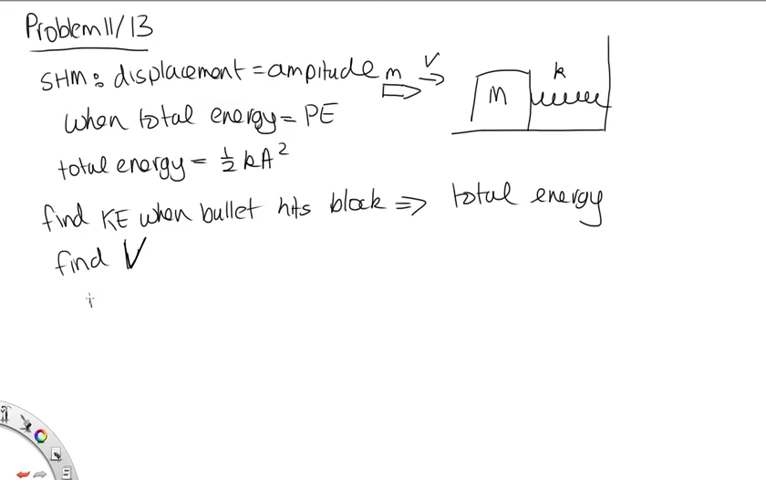 Problem 11/13
SHM: displacement = ampitude
m v
M k
when total energy = PE
total energy = ½ kA²
find KE when bullet hits block ⇒ total energy
find V